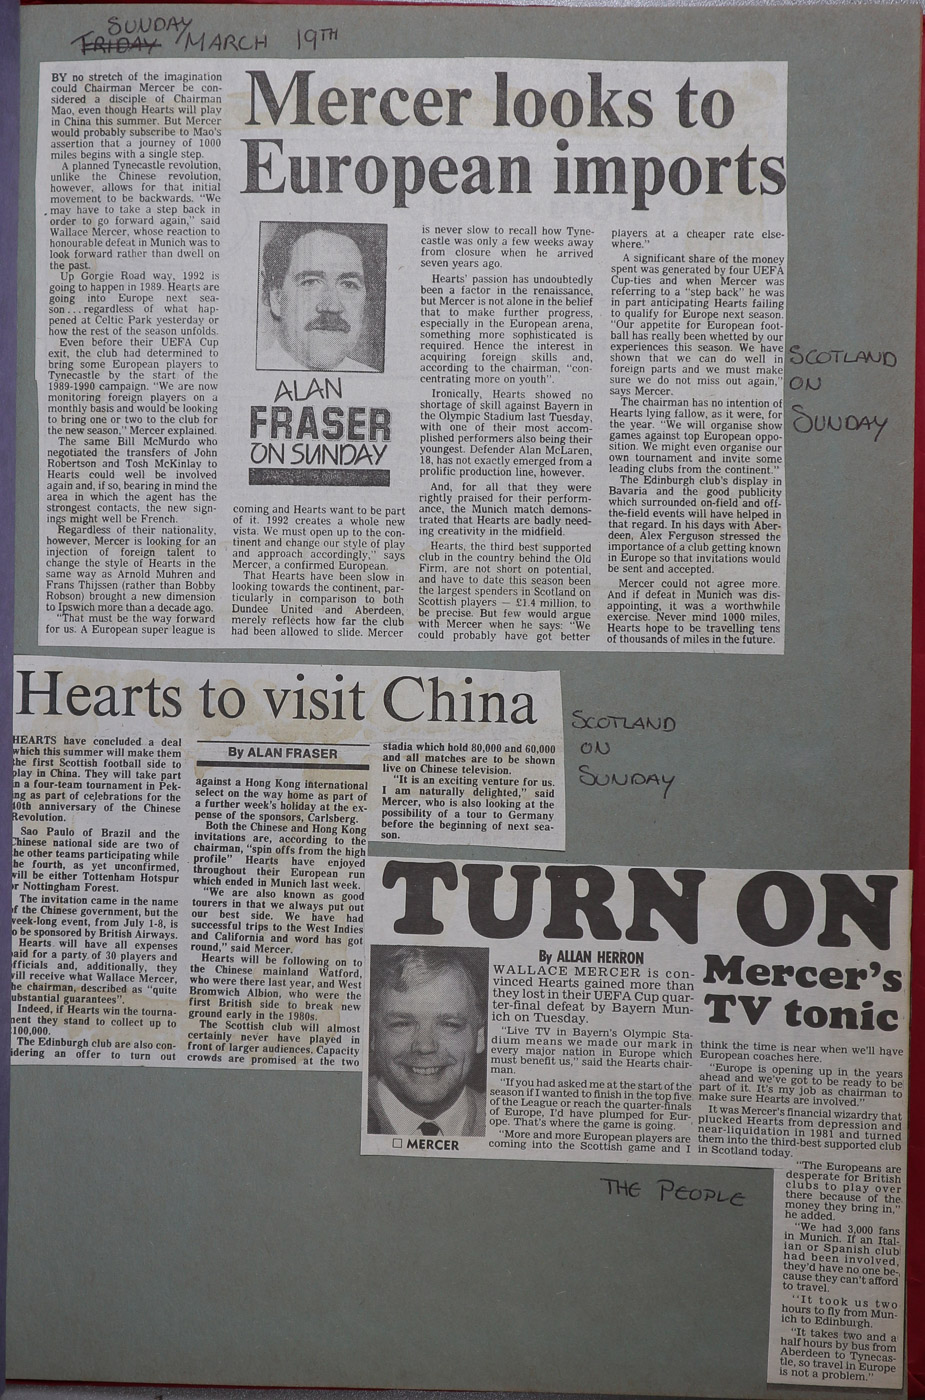 SUNDAY
FRIDAY MARCH 19TH
Mercer looks to
European imports
BY no stretch of the imagination
could Chairman Mercer be con-
sidered a disciple of Chairman
Mao, even though Hearts will play
in China this summer. But Mercer
would probably subscribe to Mao's
assertion that a journey of 1000
miles begins with a single step.
A planned Tynecastle revolution,
unlike the Chinese revolution,
however, allows for that initial
movement to be backwards. "We
may have to take a step back in
order to go forward again," said
Wallace Mercer, whose reaction to
honourable defeat in Munich was to
look forward rather than dwell on
the past.
Up Gorgie Road way, 1992 is
going to happen in 1989. Hearts are
going into Europe next sea-
son . . . regardless of what hap-
pened at Celtic Park yesterday or
how the rest of the season unfolds.
Even before their UEFA Cup
exit, the club had determined to
bring some European players to
Tynecastle by the start of the
1989-1990 campaign. "We are now
monitoring foreign players on a
monthly basis and would be looking
to bring one or two to the club for
the new season," Mercer explained.
The same Bill McMurdo who
negotiated the transfers of John
Robertson and Tosh McKinlay to
Hearts could well be involved
again and, if so, bearing in mind the
area in which the agent has the
strongest contacts, the new sign-
ings might well be French.
Regardless of their nationality,
however, Mercer is looking for an
injection of foreign talent to
change the style of Hearts in the
same way as Arnold Muhren and
Frans Thijssen (rather than Bobby
Robson) brought a new dimension
to Ipswich more than a decade ago.
"That must be the way forward
for us. A European super league is
ALAN
FRASER
ON SUNDAY
coming and Hearts want to be part
of it. 1992 creates a whole new
vista. We must open up to the con-
tinent and change our style of play
and approach accordingly," says
Mercer, a confirmed European.
That Hearts have been slow in
looking towards the continent, par-
ticularly in comparison to both
Dundee United and Aberdeen,
merely reflects how far the club
had been allowed to slide. Mercer
is never slow to recall how Tyne-
castle was only a few weeks away
from closure when he arrived
seven years ago.
Hearts' passion has undoubtedly
been a factor in the renaissance,
but Mercer is not alone in the belief
that to make further progress,
especially in the European arena,
something more sophisticated is
required. Hence the interest in
acquiring foreign skills and,
according to the chairman, "con-
centrating more on youth".
Ironically, Hearts showed no
shortage of skill against Bayern in
the Olympic Stadium last Tuesday,
with one of their most accom-
plished performers also being their
youngest. Defender Alan McLaren,
18, has not exactly emerged from a
prolific production line, however.
And, for all that they were
rightly praised for their perform-
ance, the Munich match demons-
trated that Hearts are badly need-
ing creativity in the midfield.
Hearts, the third best supported
club in the country behind the Old
Firm, are not short on potential,
and have to date this season been
the largest spenders in Scotland on
Scottish players — £1.4 million, to
be precise. But few would argue
with Mercer when he says: "We
could probably have got better
players at a cheaper rate else-
where."
A significant share of the money
spent was generated by four UEFA
Cup-ties and when Mercer was
referring to a "step back" he was
in part anticipating Hearts failing
to qualify for Europe next season.
"Our appetite for European foot-
ball has really been whetted by our
experiences this season. We have
shown that we can do well in
foreign parts and we must make
sure we do not miss out again,"
says Mercer.
The chairman has no intention of
Hearts lying fallow, as it were, for
the year. "We will organise show
games against top European oppo-
sition. We might even organise our
own tournament and invite some
leading clubs from the continent."
The Edinburgh club's display in
Bavaria and the good publicity
which surrounded on-field and off-
the-field events will have helped in
that regard. In his days with Aber-
deen, Alex Ferguson stressed the
importance of a club getting known
in Europe so that invitations would
be sent and accepted.
Mercer could not agree more.
And if defeat in Munich was dis-
appointing, it was a worthwhile
exercise. Never mind 1000 miles,
Hearts hope to be travelling tens
of thousands of miles in the future.
SCOTLAND
ON
SUNDAY
Hearts to visit China
HEARTS have concluded a deal
which this summer will make them
the first Scottish football side to
play in China. They will take part
in a four-team tournament in Pek-
ing as part of celebrations for the
40th anniversary of the Chinese
Revolution.
Sao Paulo of Brazil and the
Chinese national side are two of
the other teams participating while
the fourth, as yet unconfirmed,
will be either Tottenham Hotspur
or Nottingham Forest.
The invitation came in the name
of the Chinese government, but the
week-long event, from July 1-8, is
to be sponsored by British Airways.
Hearts will have all expenses
paid for a party of 30 players and
officials and, additionally, they
will receive what Wallace Mercer,
the chairman, described as "quite
substantial guarantees".
Indeed, if Hearts win the tourna-
ment they stand to collect up to
£100,000.
The Edinburgh club are also con-
sidering an offer to turn out
By ALAN FRASER
against a Hong Kong international
select on the way home as part of
a further week's holiday at the ex-
pense of the sponsors, Carlsberg.
Both the Chinese and Hong Kong
invitations are, according to the
chairman, "spin offs from the high
profile" Hearts have enjoyed
throughout their European run
which ended in Munich last week.
"We are also known as good
tourers in that we always put out
our best side. We have had
successful trips to the West Indies
and California and word has got
round," said Mercer.
Hearts will be following on to
the Chinese mainland Watford,
who were there last year, and West
Bromwich Albion, who were the
first British side to break new
ground early in the 1980s.
The Scottish club will almost
certainly never have played in
front of larger audiences. Capacity
crowds are promised at the two
stadia which hold 80,000 and 60,000
and all matches are to be shown
live on Chinese television.
"It is an exciting venture for us.
I am naturally delighted," said
Mercer, who is also looking at the
possibility of a tour to Germany
before the beginning of next sea-
son.
SCOTLAND
ON
SUNDAY
TURN ON
Mercer's
TV tonic
By ALLAN HERRON
WALLACE MERCER is con-
vinced Hearts gained more than
they lost in their UEFA Cup quar-
ter-final defeat by Bayern Mun-
ich on Tuesday.
"Live TV in Bayern's Olympic Sta-
dium means we made our mark in
every major nation in Europe which
must benefit us," said the Hearts chair-
man.
"If you had asked me at the start of the
season if I wanted to finish in the top five
of the League or reach the quarter-finals
of Europe, I'd have plumped for Eur-
ope. That's where the game is going.
"More and more European players are
coming into the Scottish game and I
□ MERCER
think the time is near when we'll have
European coaches here.
"Europe is opening up in the years
ahead and we've got to be ready to be
part of it. It's my job as chairman to
make sure Hearts are involved."
It was Mercer's financial wizardry that
plucked Hearts from depression and
near-liquidation in 1981 and turned
them into the third-best supported club
in Scotland today.
"The Europeans are
desperate for British
clubs to play over
there because of the
money they bring in,"
he added.
"We had 3,000 fans
in Munich. If an Ital-
ian or Spanish club
had been involved,
they'd have no one be-
cause they can't afford
to travel.
"It took us two
hours to fly from Mun-
ich to Edinburgh.
"It takes two and a
half hours by bus from
Aberdeen to Tynecas-
tle, so travel in Europe
is not a problem."
THE PEOPLE